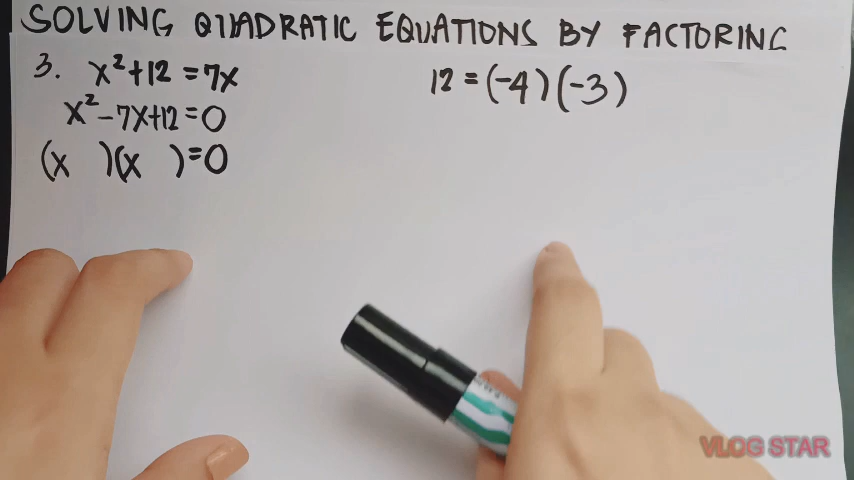 SOLVING QUADRATIC EQUATIONS BY FACTORING
3. x² + 12 = 7x
x² - 7x + 12 = 0
(x )(x ) = 0
12 = (-4)(-3)
VLOG STAR